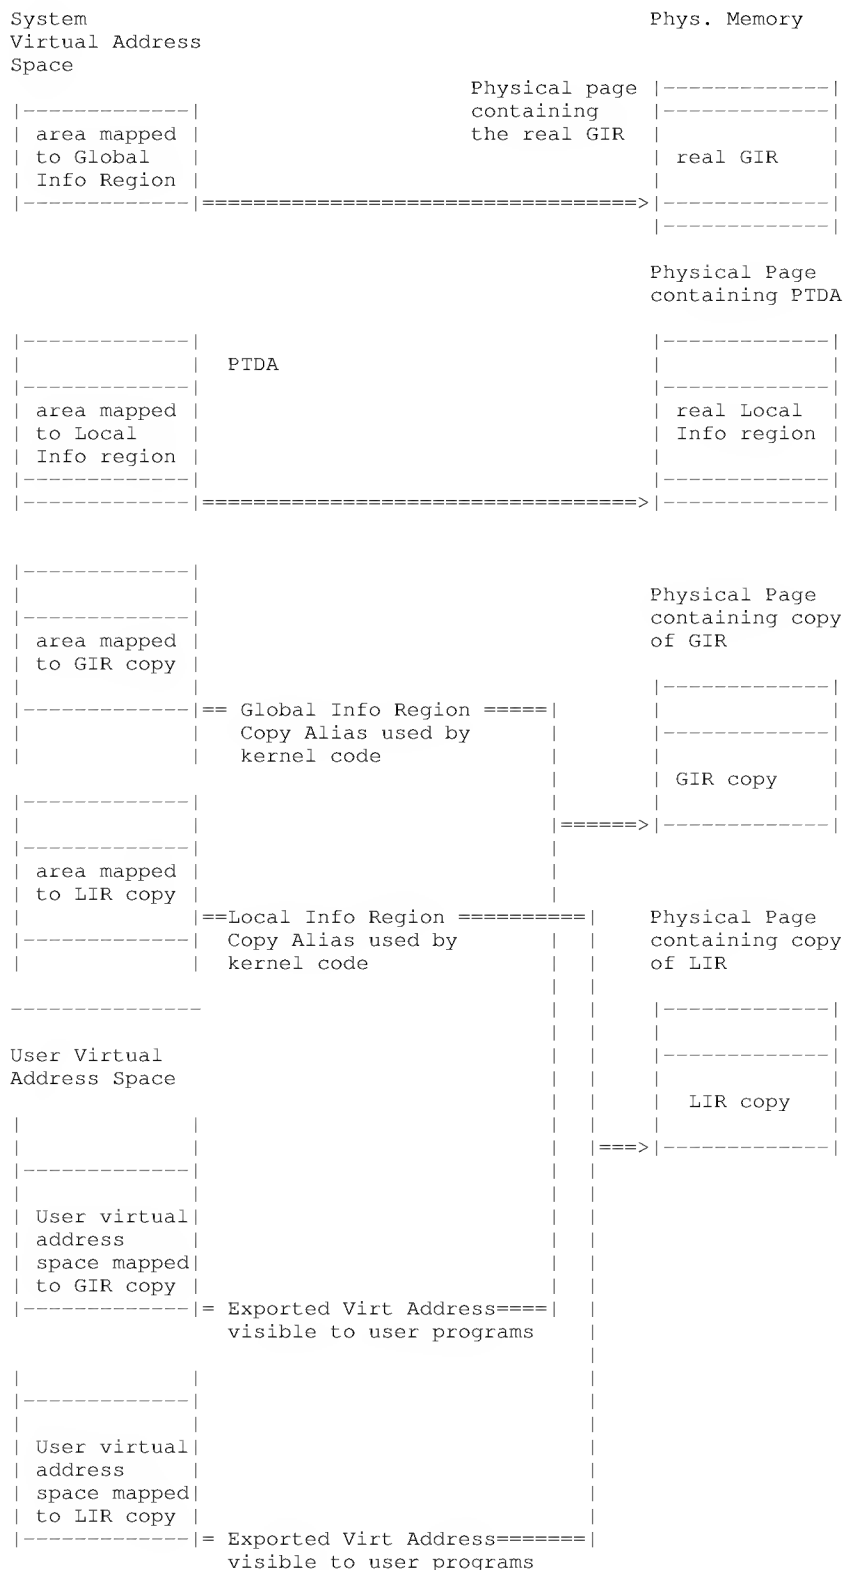 System
Virtual Address
Space
Phys. Memory
Physical page
containing
the real GIR
area mapped
to Global
Info Region
real GIR
Physical Page
containing PTDA
PTDA
area mapped
to Local
Info region
real Local
Info region
area mapped
to GIR copy
Physical Page
containing copy
of GIR
Global Info Region
Copy Alias used by
kernel code
GIR copy
area mapped
to LIR copy
Local Info Region
Copy Alias used by
kernel code
Physical Page
containing copy
of LIR
User Virtual
Address Space
LIR copy
User virtual
address
space mapped
to GIR copy
Exported Virt Address
visible to user programs
User virtual
address
space mapped
to LIR copy
Exported Virt Address
visible to user programs